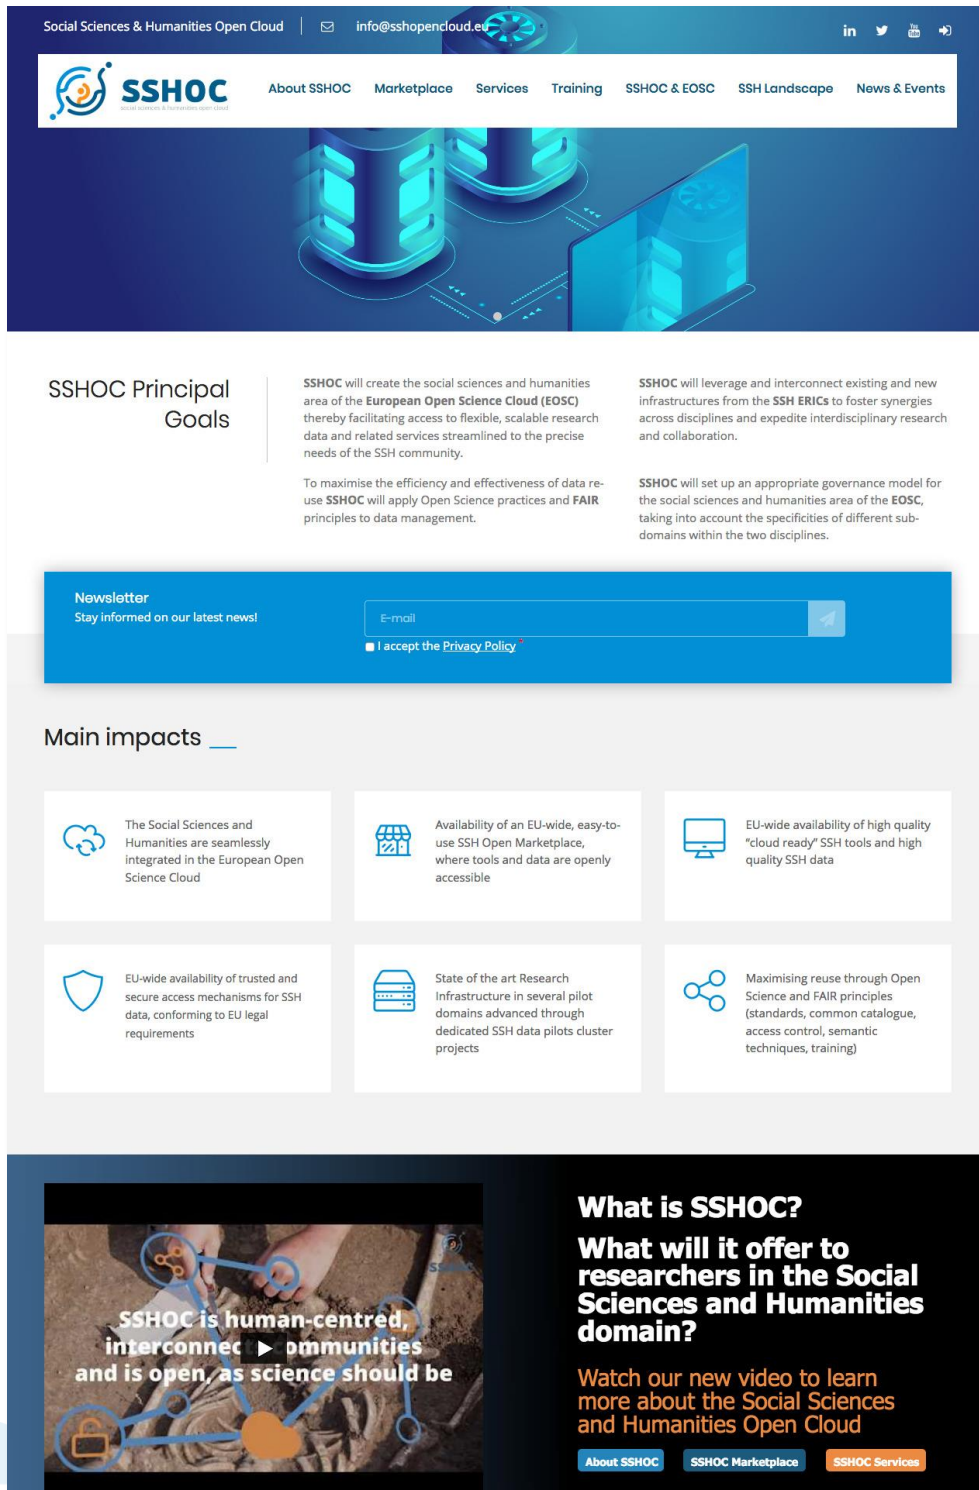 Social Sciences & Humanities Open Cloud
info@sshopencloud.eu
in
You
Tube
SSHOC
social sciences & humanities open cloud
About SSHOC
Marketplace
Services
Training
SSHOC & EOSC
SSH Landscape
News & Events
SSHOC Principal
Goals
SSHOC will create the social sciences and humanities
area of the European Open Science Cloud (EOSC)
thereby facilitating access to flexible, scalable research
data and related services streamlined to the precise
needs of the SSH community.
To maximise the efficiency and effectiveness of data re-
use SSHOC will apply Open Science practices and FAIR
principles to data management.
SSHOC will leverage and interconnect existing and new
infrastructures from the SSH ERICs to foster synergies
across disciplines and expedite interdisciplinary research
and collaboration.
SSHOC will set up an appropriate governance model for
the social sciences and humanities area of the EOSC,
taking into account the specificities of different sub-
domains within the two disciplines.
Newsletter
Stay informed on our latest news!
E-mail
I accept the Privacy Policy *
Main impacts
The Social Sciences and
Humanities are seamlessly
integrated in the European Open
Science Cloud
Availability of an EU-wide, easy-to-
use SSH Open Marketplace,
where tools and data are openly
accessible
EU-wide availability of high quality
"cloud ready" SSH tools and high
quality SSH data
EU-wide availability of trusted and
secure access mechanisms for SSH
data, conforming to EU legal
requirements
State of the art Research
Infrastructure in several pilot
domains advanced through
dedicated SSH data pilots cluster
projects
Maximising reuse through Open
Science and FAIR principles
(standards, common catalogue,
access control, semantic
techniques, training)
SSHOC
SSHOC is human-centred,
communities
and is open, as science should be
What is SSHOC?
What will it offer to
researchers in the Social
Sciences and Humanities
domain?
Watch our new video to learn
more about the Social Sciences
and Humanities Open Cloud
About SSHOC
SSHOC Marketplace
SSHOC Services